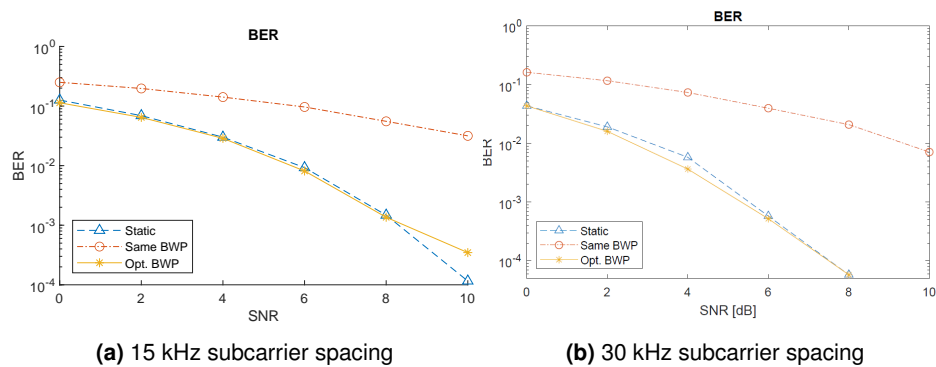 BER
10^0
10^-1
10^-2
10^-3
10^-4
BER
0 2 4 6 8 10
SNR
Static
Same BWP
Opt. BWP
(a) 15 kHz subcarrier spacing
BER
10^0
10^-1
10^-2
10^-3
10^-4
BER
0 2 4 6 8 10
SNR [dB]
Static
Same BWP
Opt. BWP
(b) 30 kHz subcarrier spacing